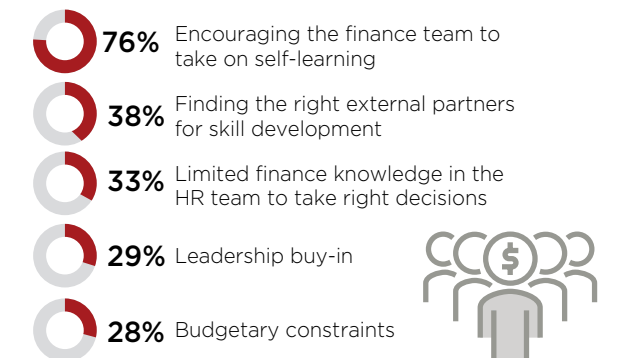 76% Encouraging the finance team to
take on self-learning
38% Finding the right external partners
for skill development
33% Limited finance knowledge in the
HR team to take right decisions
29% Leadership buy-in
$
28% Budgetary constraints